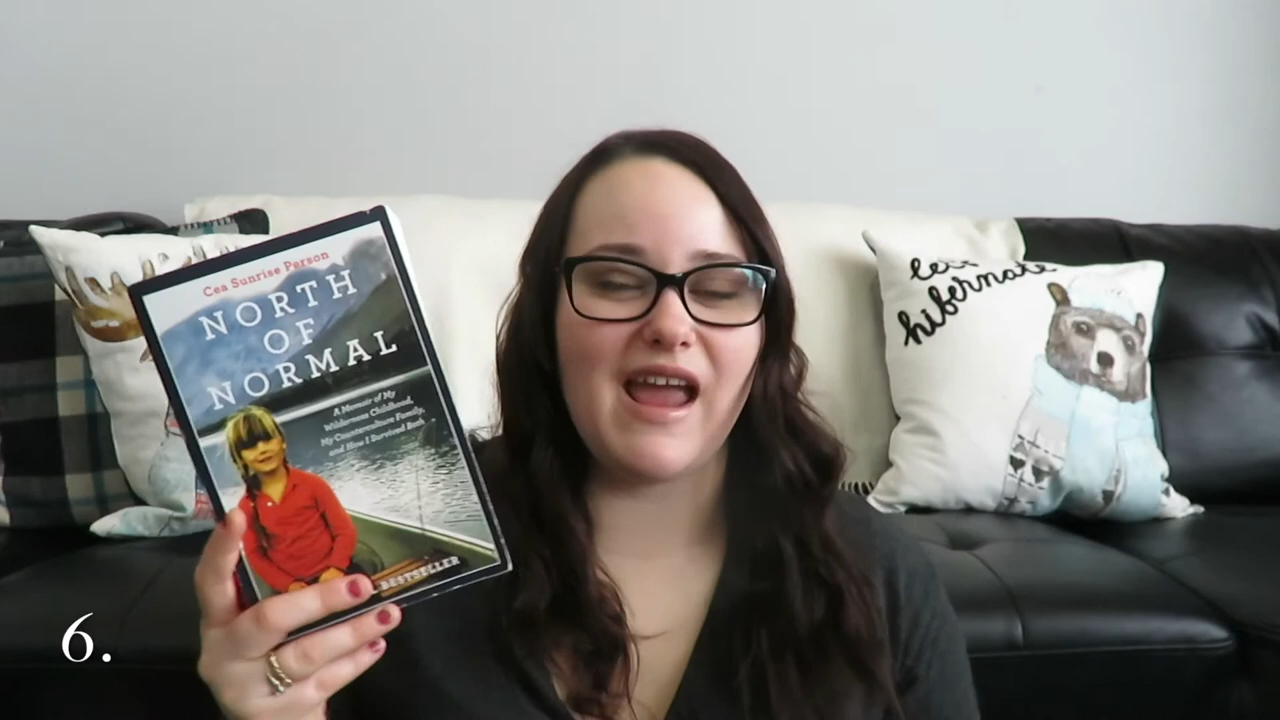 Cea Sunrise Person
NORTH
OF
NORMAL
A Memoir of My
Wilderness Childhood,
My Counterculture Family,
and How I Survived Both
BESTSELLER
let's
hibernate
6.